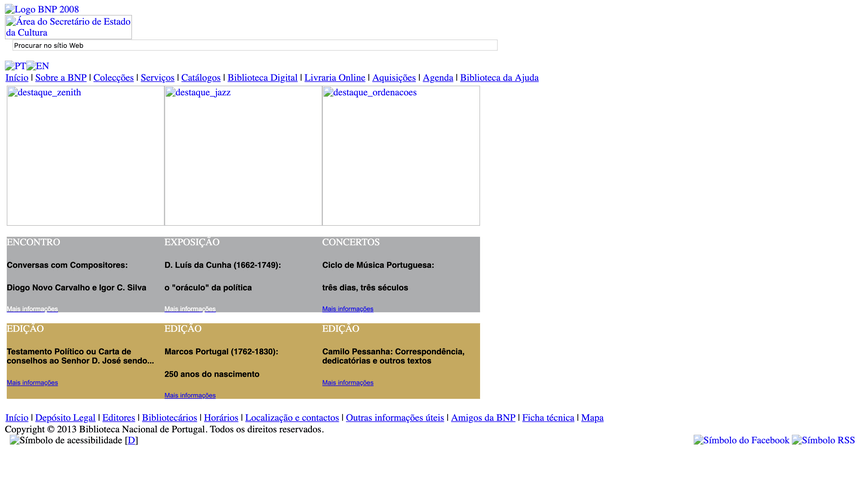 Logo BNP 2008
Área do Secretário de Estado
da Cultura
Procurar no sítio Web
PT EN
Início | Sobre a BNP | Colecções | Serviços | Catálogos | Biblioteca Digital | Livraria Online | Aquisições | Agenda | Biblioteca da Ajuda
destaque_zenith destaque_jazz destaque_ordenacoes
ENCONTRO EXPOSIÇÃO CONCERTOS
Conversas com Compositores: D. Luís da Cunha (1662-1749): Ciclo de Música Portuguesa:
Diogo Novo Carvalho e Igor C. Silva o "oráculo" da política três dias, três séculos
Mais informações Mais informações Mais informações
EDIÇÃO EDIÇÃO EDIÇÃO
Testamento Político ou Carta de Marcos Portugal (1762-1830): Camilo Pessanha: Correspondência,
conselhos ao Senhor D. José sendo... dedicatórias e outros textos
250 anos do nascimento
Mais informações Mais informações
Mais informações
Início | Depósito Legal | Editores | Bibliotecários | Horários | Localização e contactos | Outras informações úteis | Amigos da BNP | Ficha técnica | Mapa
Copyright © 2013 Biblioteca Nacional de Portugal. Todos os direitos reservados.
Símbolo de acessibilidade [D] Símbolo do Facebook Símbolo RSS